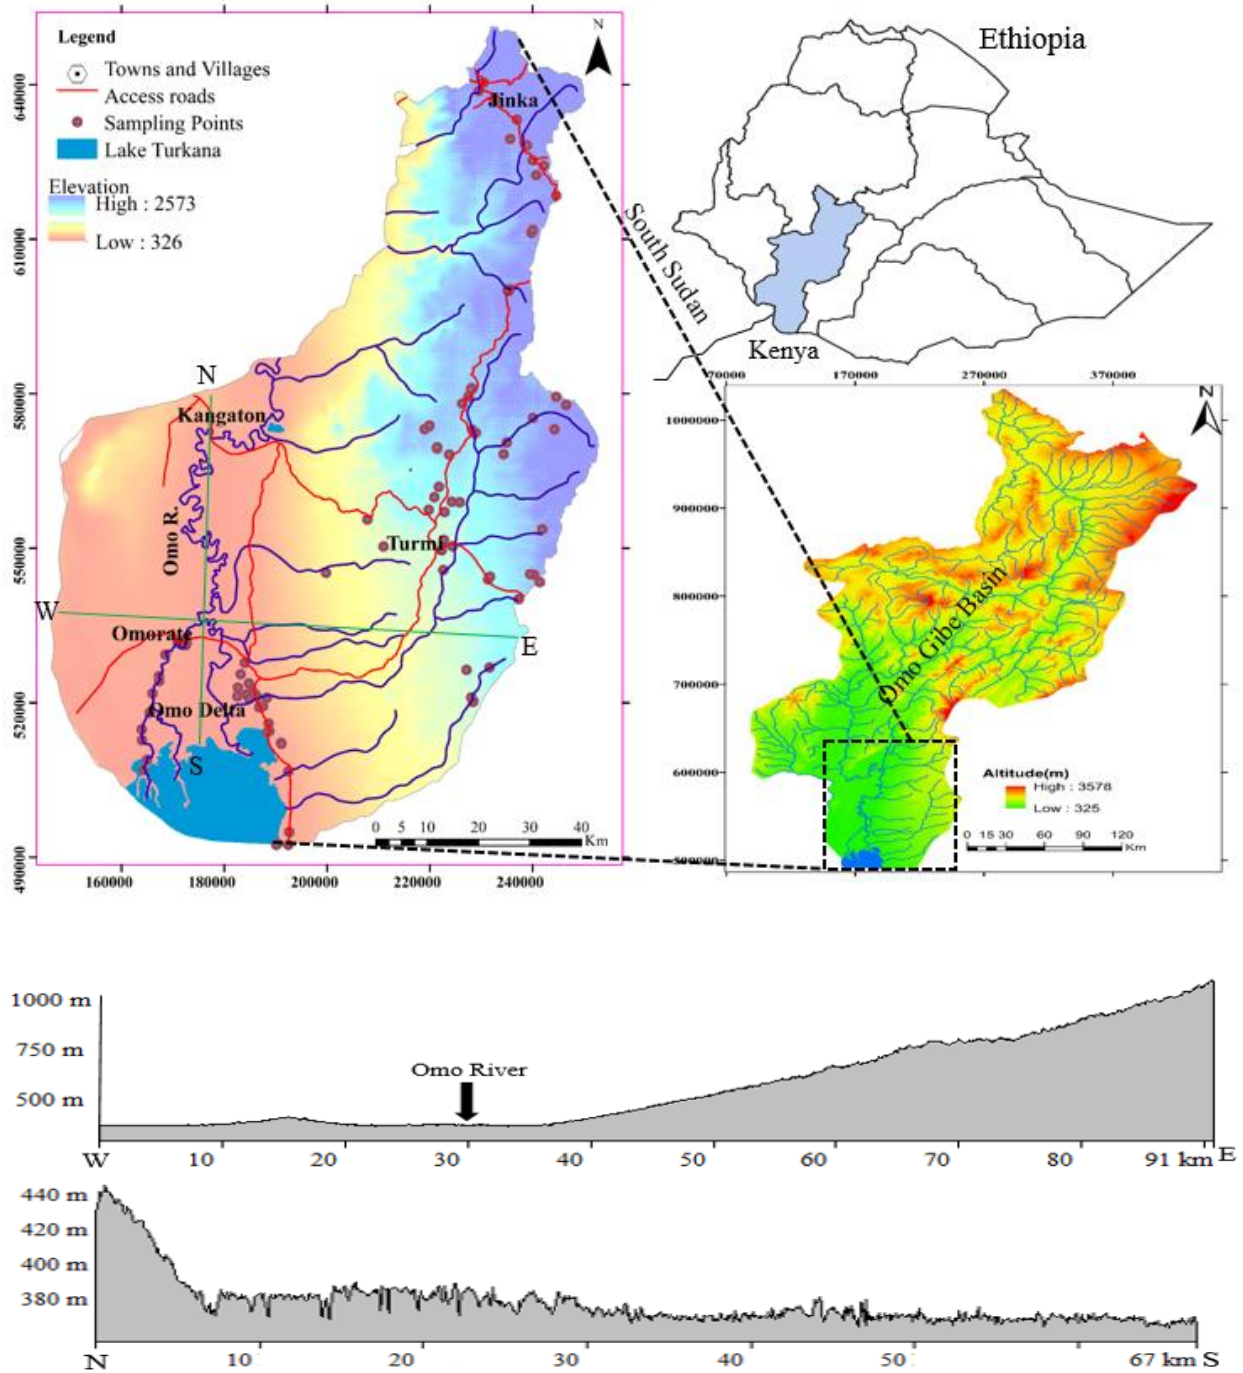 Legend
Towns and Villages
Access roads
Sampling Points
Lake Turkana
Elevation
High : 2573
Low : 326
N
Jinka
N
Kangaton
Omo R.
Turmi
W
E
Omorate
Omo Delta
S
0 5 10 20 30 40
Km
640000
610000
580000
550000
520000
490000
160000 180000 200000 220000 240000
Ethiopia
South Sudan
Kenya
70000 170000 270000 370000
N
1000000
900000
800000
700000
600000
500000
Omo Gibe Basin
Altitude(m)
High : 3578
Low : 325
0 15 30 60 90 120
Km
1000 m
750 m
500 m
Omo River
W 10 20 30 40 50 60 70 80 91 km E
440 m
420 m
400 m
380 m
N 10 20 30 40 50 67 km S